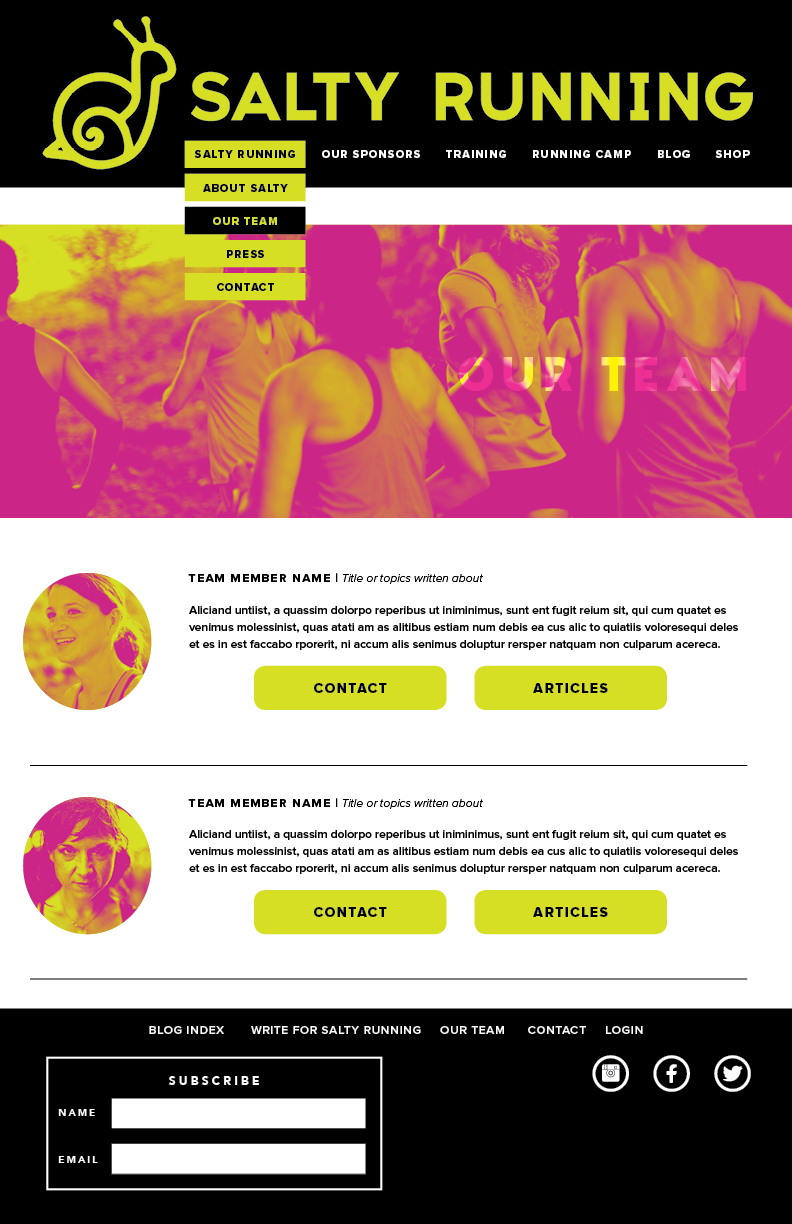 SALTY RUNNING
SALTY RUNNING OUR SPONSORS TRAINING RUNNING CAMP BLOG SHOP
ABOUT SALTY
OUR TEAM
PRESS
CONTACT
OUR TEAM
TEAM MEMBER NAME | Title or topics written about
Aliciand untiist, a quassim dolorpo reperibus ut iniminimus, sunt ent fugit reium sit, qui cum quatet es
venimus molessinist, quas atati am as alitibus estiam num debis ea cus alic to quiatiis voloresequi deles
et es in est faccabo rporerit, ni accum alis senimus doluptur rersper natquam non culparum acereca.
CONTACT ARTICLES
TEAM MEMBER NAME | Title or topics written about
Aliciand untiist, a quassim dolorpo reperibus ut iniminimus, sunt ent fugit reium sit, qui cum quatet es
venimus molessinist, quas atati am as alitibus estiam num debis ea cus alic to quiatiis voloresequi deles
et es in est faccabo rporerit, ni accum alis senimus doluptur rersper natquam non culparum acereca.
CONTACT ARTICLES
BLOG INDEX WRITE FOR SALTY RUNNING OUR TEAM CONTACT LOGIN
SUBSCRIBE
NAME
EMAIL